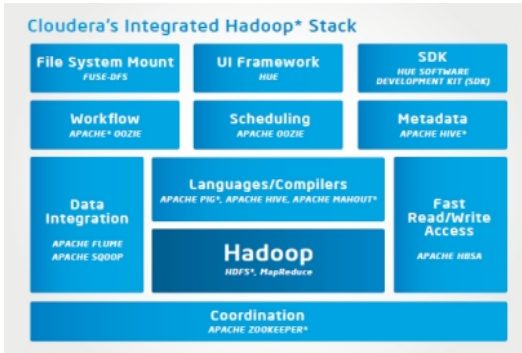 Cloudera's Integrated Hadoop* Stack
File System Mount
FUSE-DFS
UI Framework
HUE
SDK
HUE SOFTWARE
DEVELOPMENT KIT (SDK)
Workflow
APACHE* OOZIE
Scheduling
APACHE OOZIE
Metadata
APACHE HIVE*
Data
Integration
APACHE FLUME
APACHE SQOOP
Languages/Compilers
APACHE PIG*, APACHE HIVE, APACHE MAHOUT*
Hadoop
HDFS*, MapReduce
Fast
Read/Write
Access
APACHE HBSA
Coordination
APACHE ZOOKEEPER*